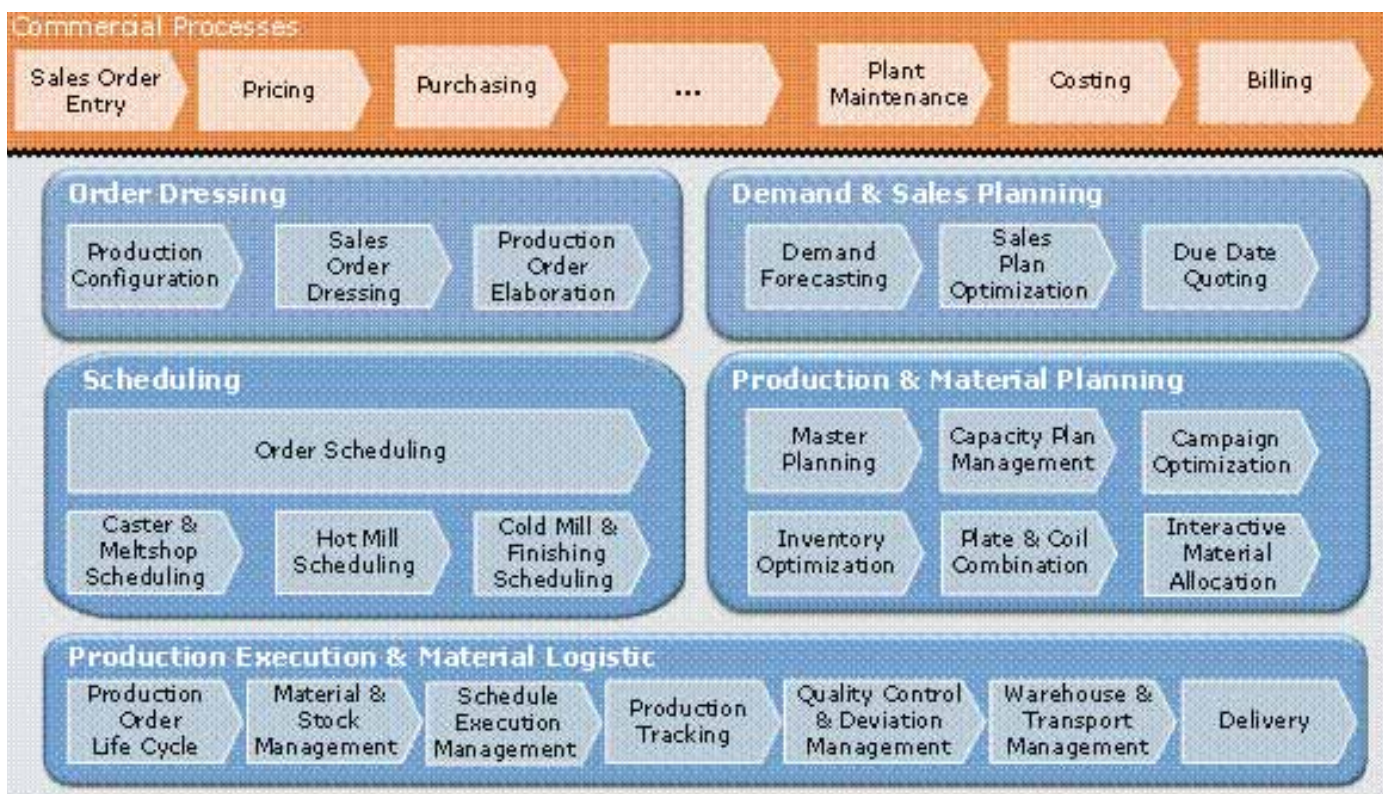 Commercial Processes
Sales Order
Entry
Pricing
Purchasing
...
Plant
Maintenance
Costing
Billing
Order Dressing
Production
Configuration
Sales
Order
Dressing
Production
Order
Elaboration
Demand & Sales Planning
Demand
Forecasting
Sales
Plan
Optimization
Due Date
Quoting
Scheduling
Order Scheduling
Caster &
Meltshop
Scheduling
Hot Mill
Scheduling
Cold Mill &
Finishing
Scheduling
Production & Material Planning
Master
Planning
Capacity Plan
Management
Campaign
Optimization
Inventory
Optimization
Plate & Coil
Combination
Interactive
Material
Allocation
Production Execution & Material Logistic
Production
Order
Life Cycle
Material &
Stock
Management
Schedule
Execution
Management
Production
Tracking
Quality Control
& Deviation
Management
Warehouse &
Transport
Management
Delivery